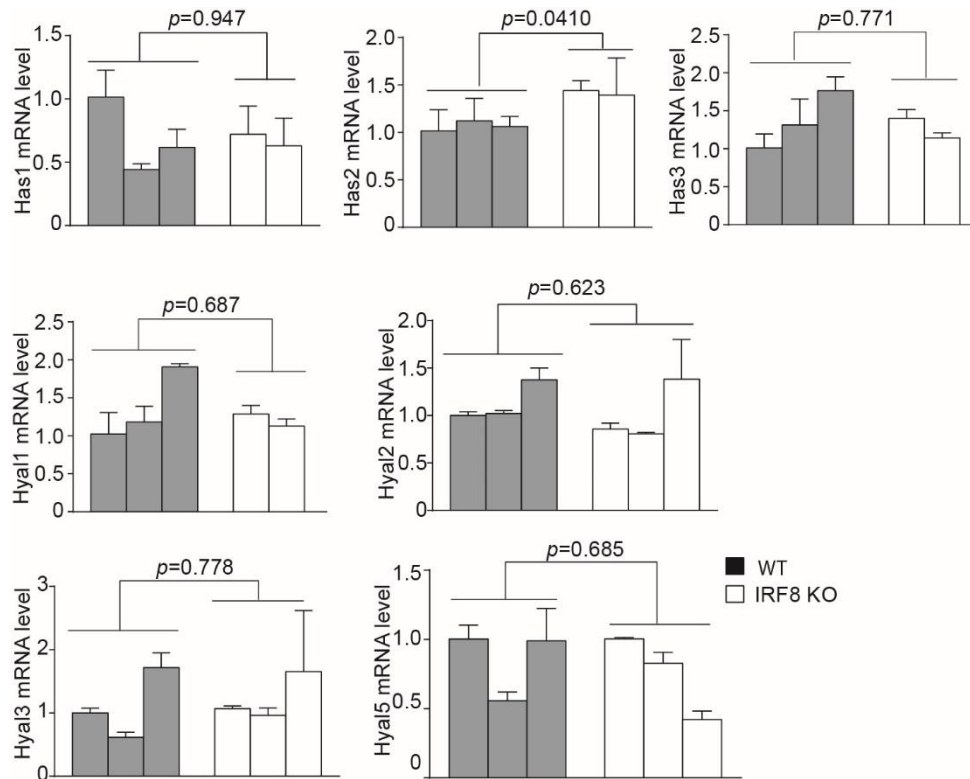 p=0.947
Has1 mRNA level
1.5
1.0
0.5
0
p=0.0410
Has2 mRNA level
2.0
1.5
1.0
0.5
0
p=0.771
Has3 mRNA level
2.5
2.0
1.5
1.0
0.5
0
p=0.687
Hyal1 mRNA level
2.5
2.0
1.5
1.0
0.5
0
p=0.623
Hyal2 mRNA level
2.0
1.5
1.0
0.5
0
p=0.778
Hyal3 mRNA level
3
2
1
0
p=0.685
Hyal5 mRNA level
1.5
1.0
0.5
0
WT
IRF8 KO